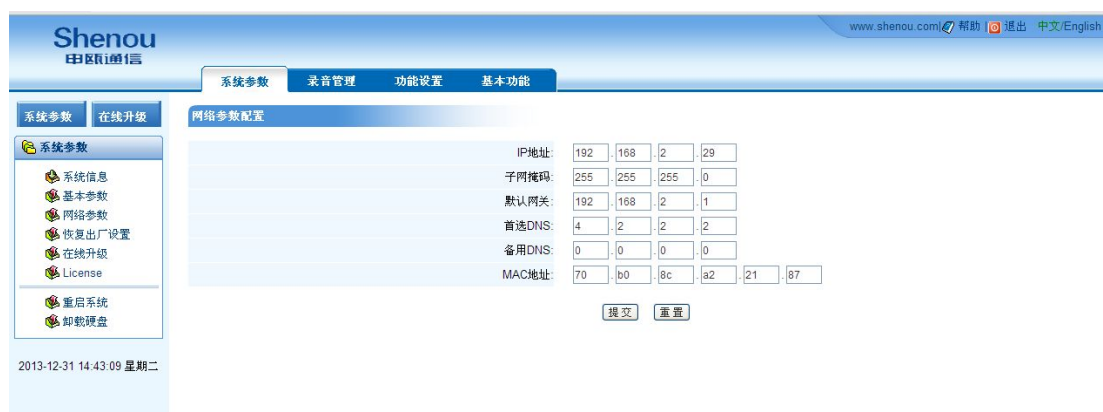 www.shenou.com| 帮助 | 退出 中文/English
Shenou
申瓯通信
系统参数 录音管理 功能设置 基本功能
系统参数 在线升级
系统参数
系统信息
基本参数
网络参数
恢复出厂设置
在线升级
License
重启系统
卸载硬盘
2013-12-31 14:43:09 星期二
网络参数配置
IP地址: 192 . 168 . 2 . 29
子网掩码: 255 . 255 . 255 . 0
默认网关: 192 . 168 . 2 . 1
首选DNS: 4 . 2 . 2 . 2
备用DNS: 0 . 0 . 0 . 0
MAC地址: 70 . b0 . 8c . a2 . 21 . 87
提交 重置